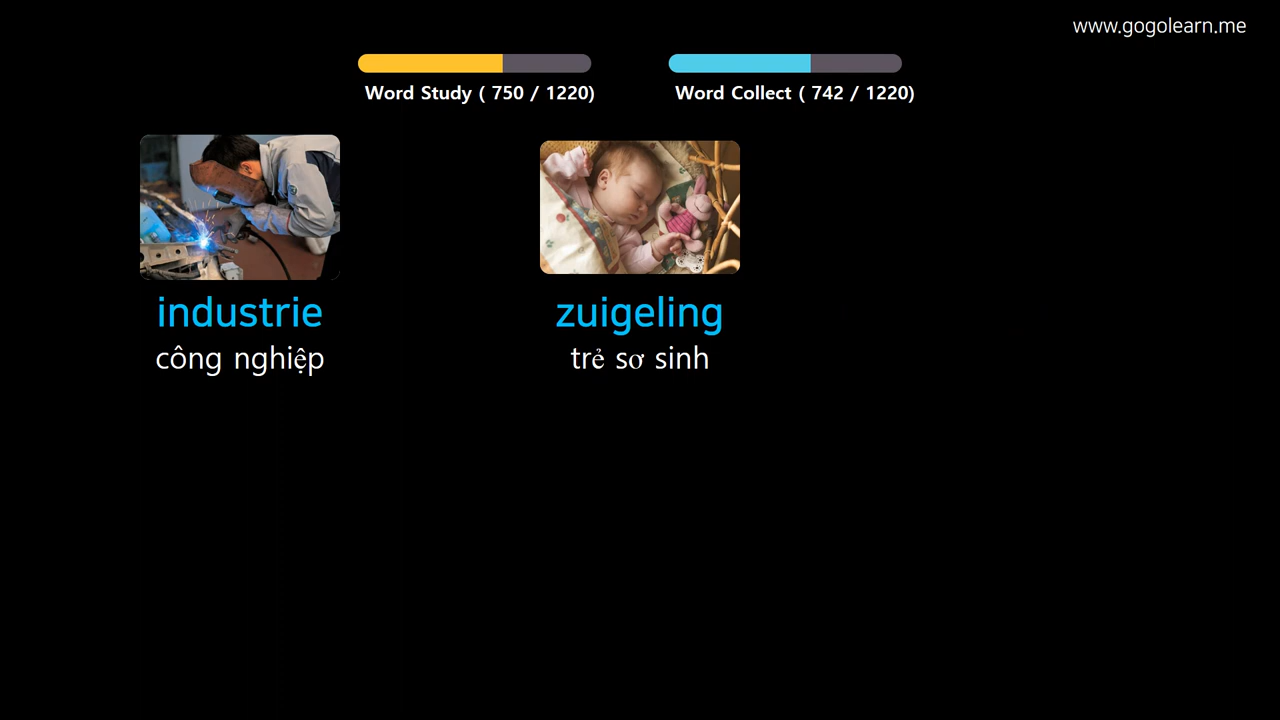 www.gogolearn.me
Word Study ( 750 / 1220)
Word Collect ( 742 / 1220)
industrie
công nghiệp
zuigeling
trẻ sơ sinh